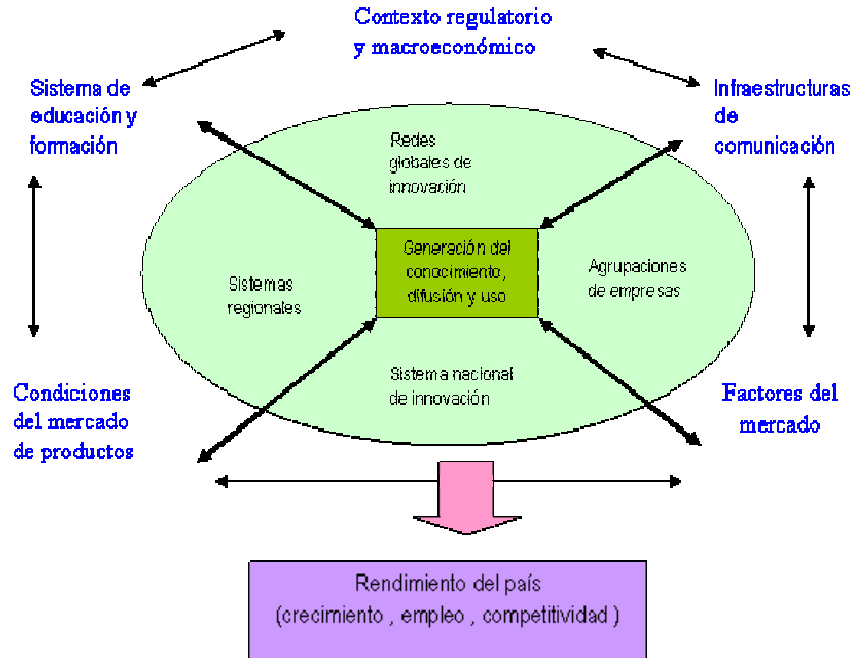 Contexto regulatorio
y macroeconómico
Sistema de
educación y
formación
Infraestructuras
de
comunicación
Redes
globales de
innovación
Generación del
conocimiento,
difusión y uso
Sistemas
regionales
Agrupaciones
de empresas
Sistema nacional
de innovación
Condiciones
del mercado
de productos
Factores del
mercado
Rendimiento del país
(crecimiento , empleo , competitividad )